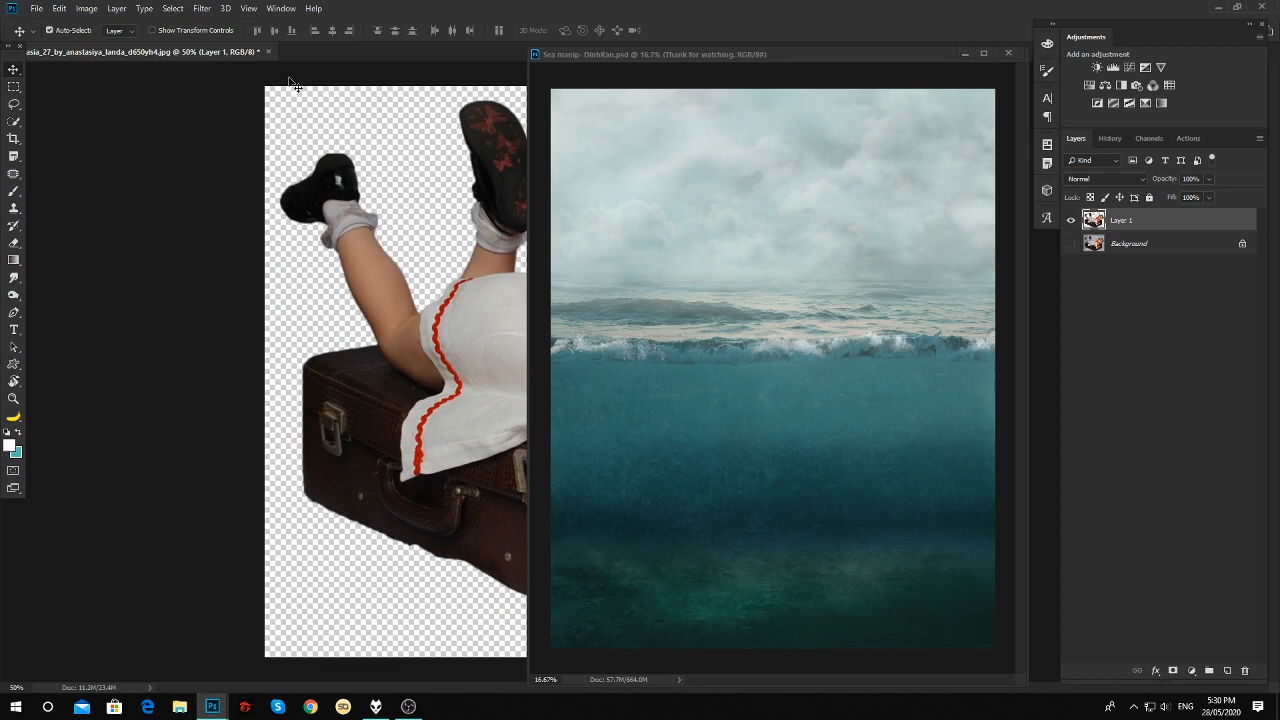 Ps File Edit Image Layer Type Select Filter 3D View Window Help
Auto-Select: Layer Show Transform Controls 3D Mode:
asia_27_by_anastasiya_landa_d650yh4.jpg @ 50% (Layer 1, RGB/8) * ×
Sea manip- DinhKan.psd @ 16.7% (Thank for watching, RGB/8#)
Adjustments
Add an adjustment
Layers History Channels Actions
Kind
Normal Opacity: 100%
Lock: Fill: 100%
Layer 1
Background
50% Doc: 11.2M/23.4M
16.67% Doc: 57.7M/664.0M
Ps
ENG
5:30 PM
28/05/2020